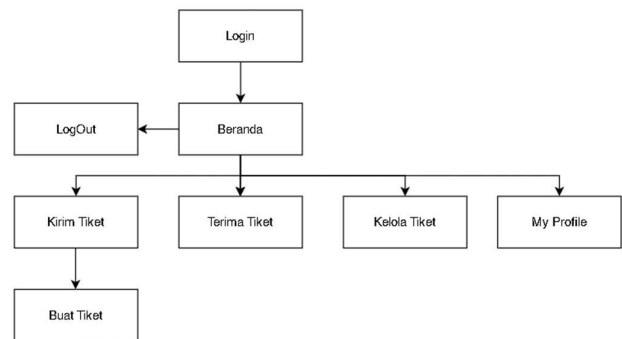 Login
LogOut
Beranda
Kirim Tiket
Terima Tiket
Kelola Tiket
My Profile
Buat Tiket